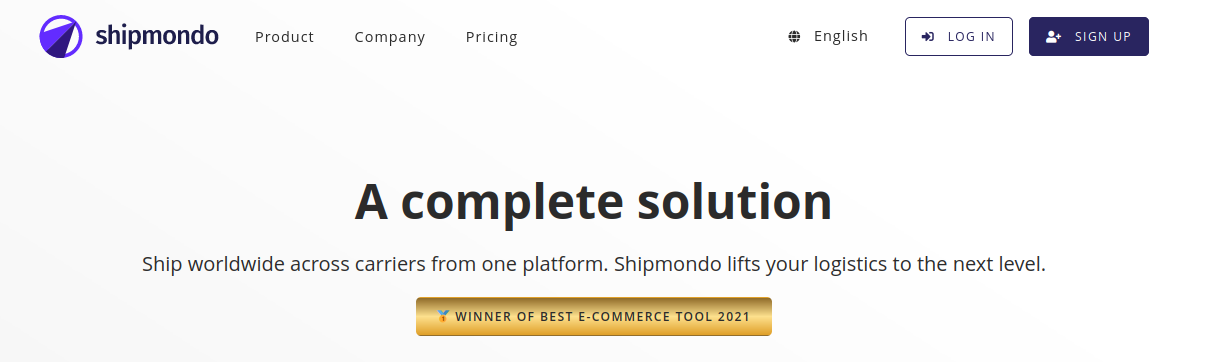 shipmondo Product Company Pricing English LOG IN SIGN UP
A complete solution
Ship worldwide across carriers from one platform. Shipmondo lifts your logistics to the next level.
🥇 WINNER OF BEST E-COMMERCE TOOL 2021